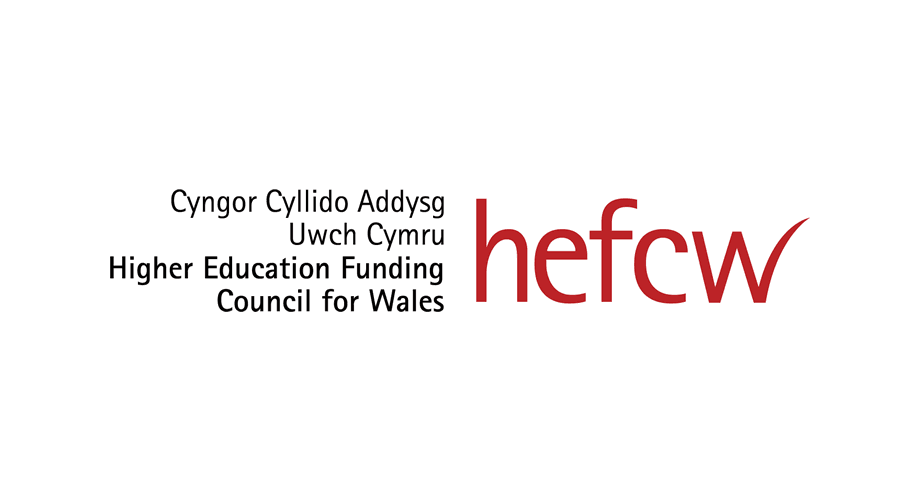 Cyngor Cyllido Addysg
Uwch Cymru
Higher Education Funding
Council for Wales
hefcw